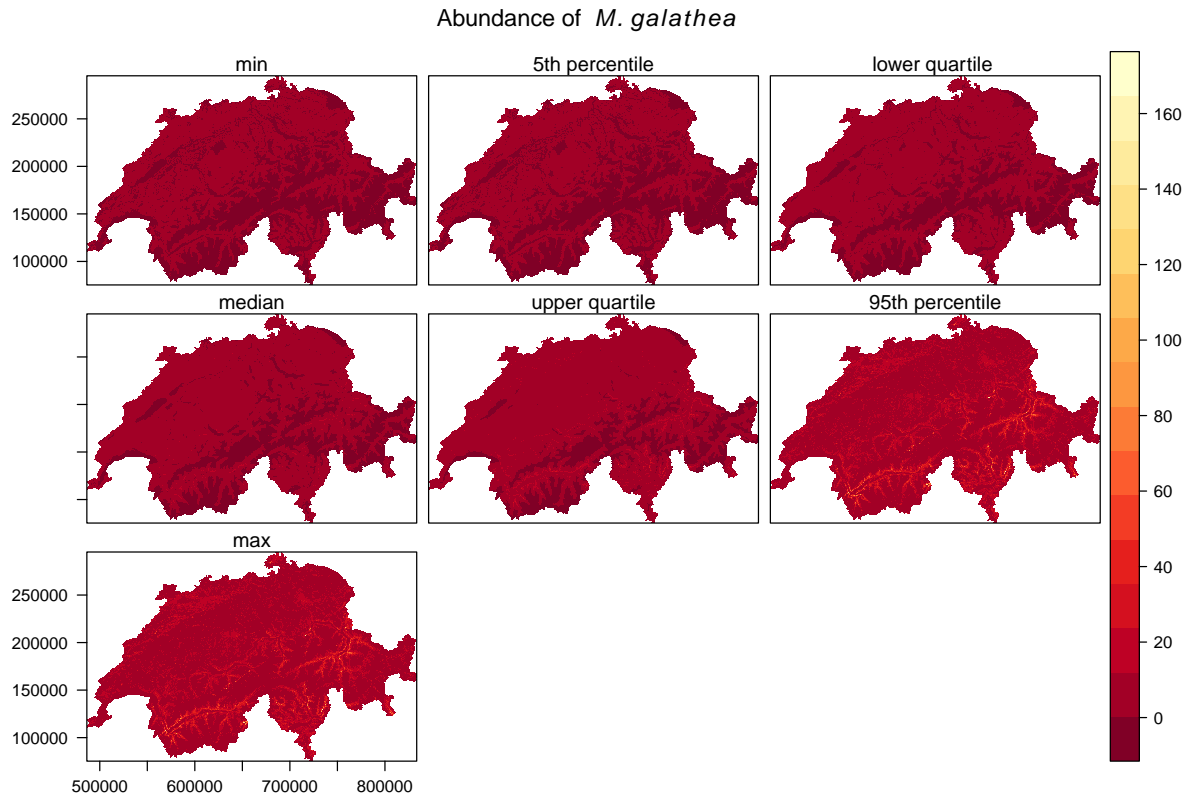 Abundance of M. galathea
min
5th percentile
lower quartile
250000
200000
150000
100000
median
upper quartile
95th percentile
max
250000
200000
150000
100000
500000
600000
700000
800000
160
140
120
100
80
60
40
20
0